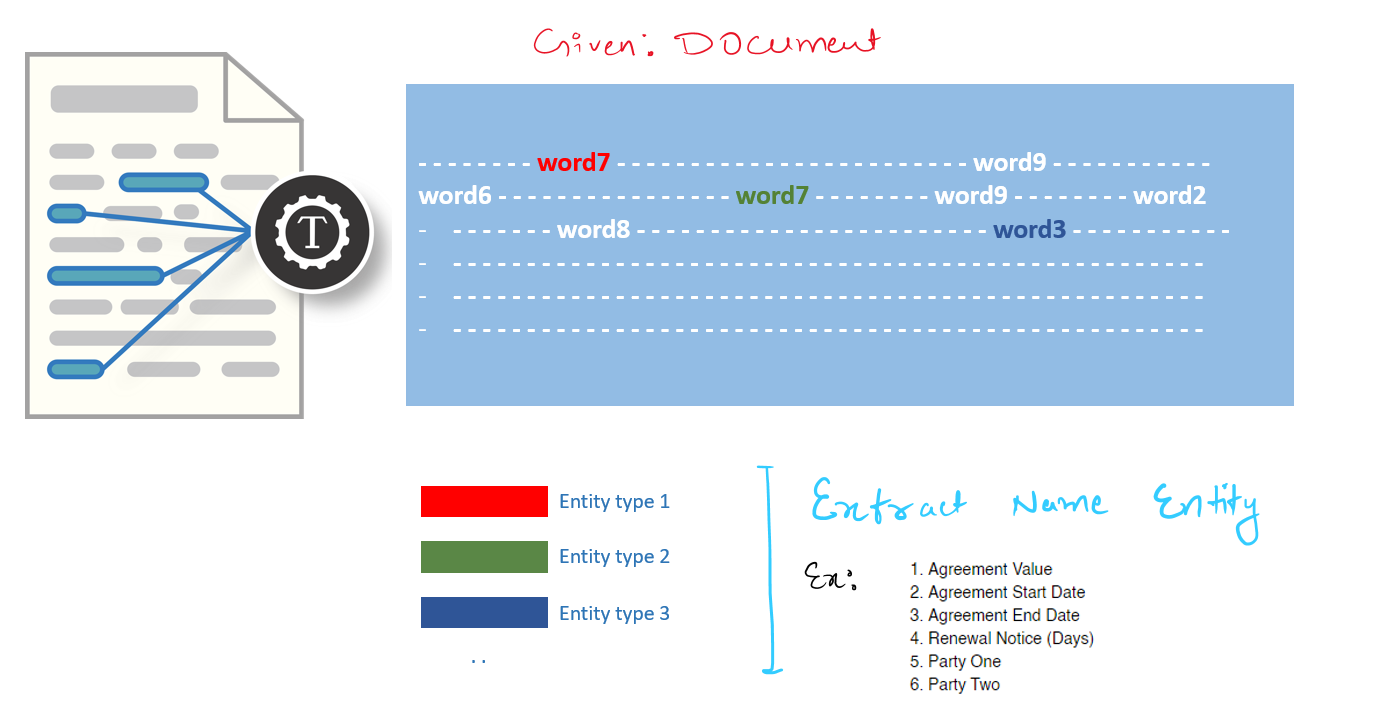 Given: Document
T
- - - - - - - - word7 - - - - - - - - - - - - - - - - - - - - - - - - - word9 - - - - - - - - - - -
word6 - - - - - - - - - - - - - - - - - word7 - - - - - - - - word9 - - - - - - - - word2
- - - - - - - - word8 - - - - - - - - - - - - - - - - - - - - - - - - - word3 - - - - - - - - - - -
Entity type 1
Entity type 2
Entity type 3
. .
Extract Name Entity
Ex:
1. Agreement Value
2. Agreement Start Date
3. Agreement End Date
4. Renewal Notice (Days)
5. Party One
6. Party Two